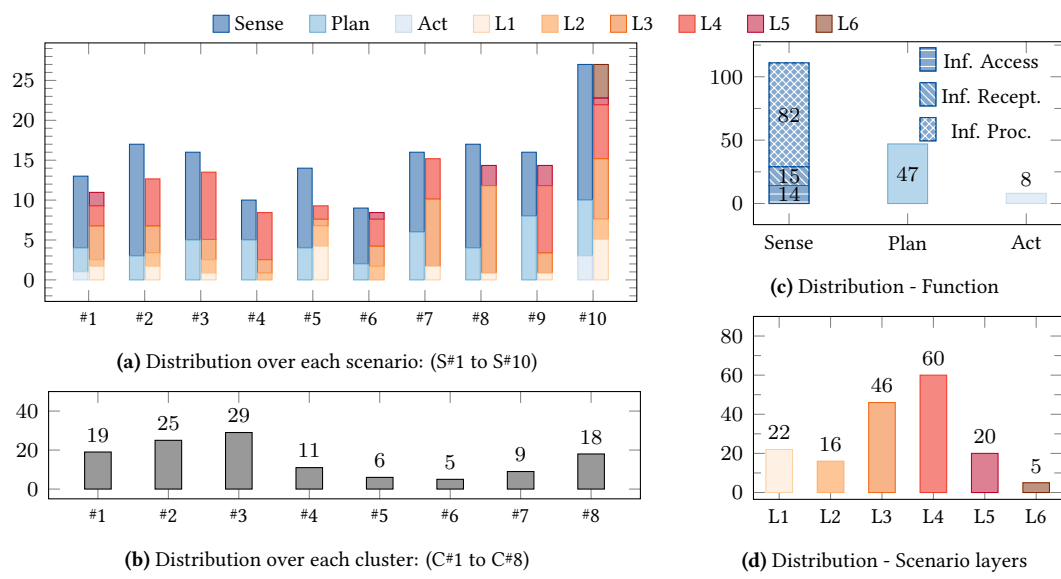 Sense Plan Act L1 L2 L3 L4 L5 L6
25
20
15
10
5
0
#1 #2 #3 #4 #5 #6 #7 #8 #9 #10
(a) Distribution over each scenario: (S#1 to S#10)
40
20
0
19 25 29 11 6 5 9 18
#1 #2 #3 #4 #5 #6 #7 #8
(b) Distribution over each cluster: (C#1 to C#8)
100
50
0
Inf. Access
Inf. Recept.
Inf. Proc.
82
15
14
47
8
Sense Plan Act
(c) Distribution - Function
80
60
40
20
0
22 16 46 60 20 5
L1 L2 L3 L4 L5 L6
(d) Distribution - Scenario layers